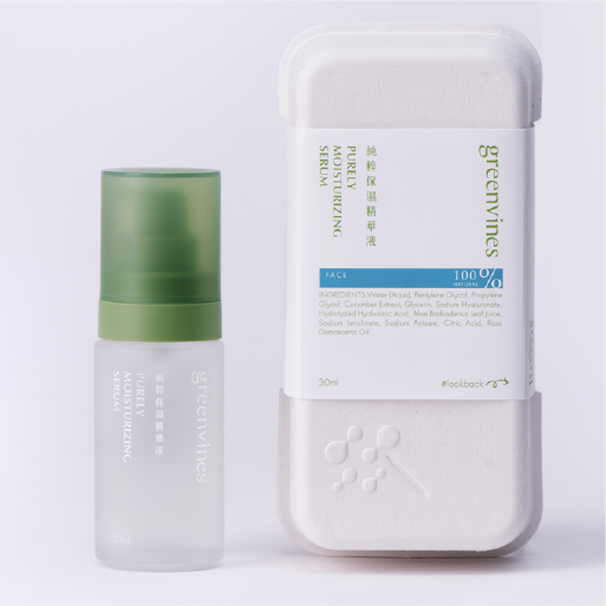 greenvines
純粹保濕精華液
PURELY
MOISTURIZING
SERUM
30ml
greenvines
純粹保濕精華液
PURELY
MOISTURIZING
SERUM
FACE
100%
NATURAL
INGREDIENTS Water (Aqua), Pentylene Glycol, Propylene
Glycol, Cucumber Extract, Glycerin, Sodium Hyaluronate,
Hydrolyzed Hyaluronic Acid, Aloe Barbadensis Leaf Juice,
Sodium Levulinate, Sodium Anisate, Citric Acid, Rosa
Damascena Oil
30ml
#lookback